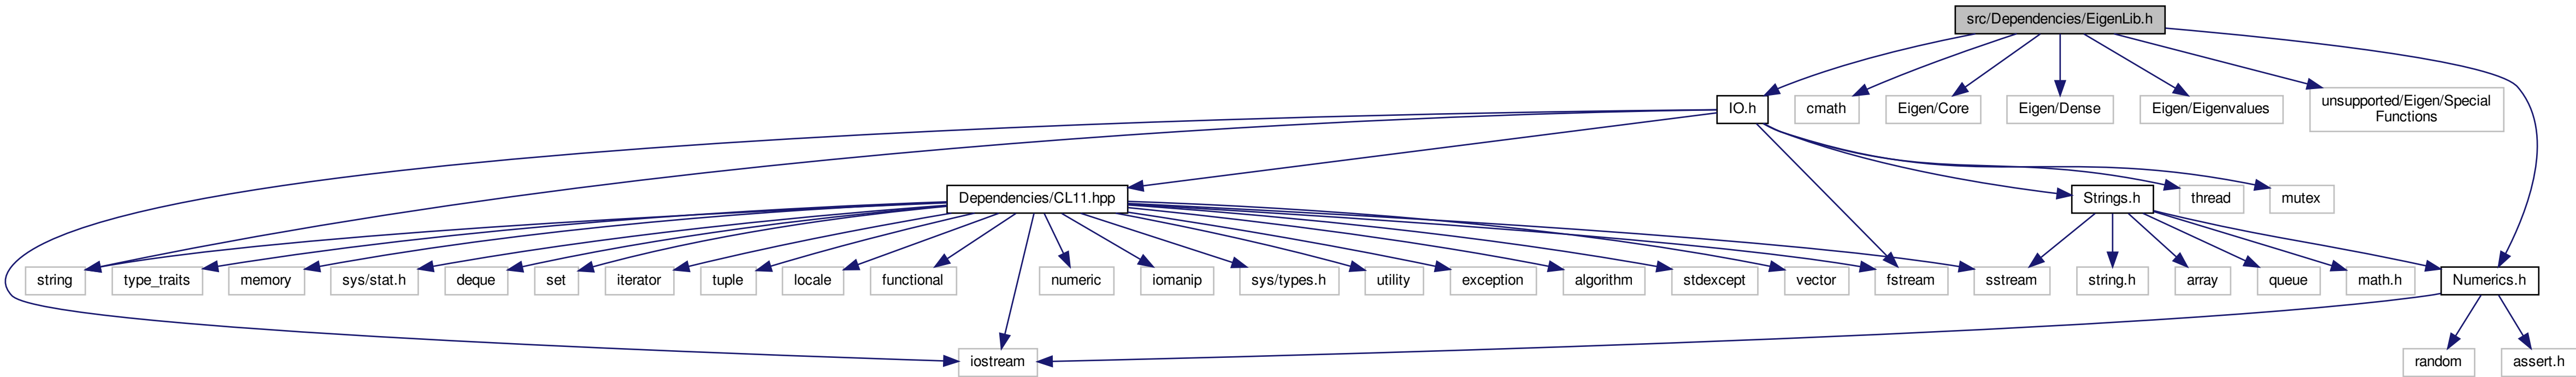 src/Dependencies/EigenLib.h
IO.h
cmath
Eigen/Core
Eigen/Dense
Eigen/Eigenvalues
unsupported/Eigen/Special
Functions
Dependencies/CL11.hpp
Strings.h
thread
mutex
string
type_traits
memory
sys/stat.h
deque
set
iterator
tuple
locale
functional
numeric
iomanip
sys/types.h
utility
exception
algorithm
stdexcept
vector
fstream
sstream
string.h
array
queue
math.h
Numerics.h
iostream
random
assert.h